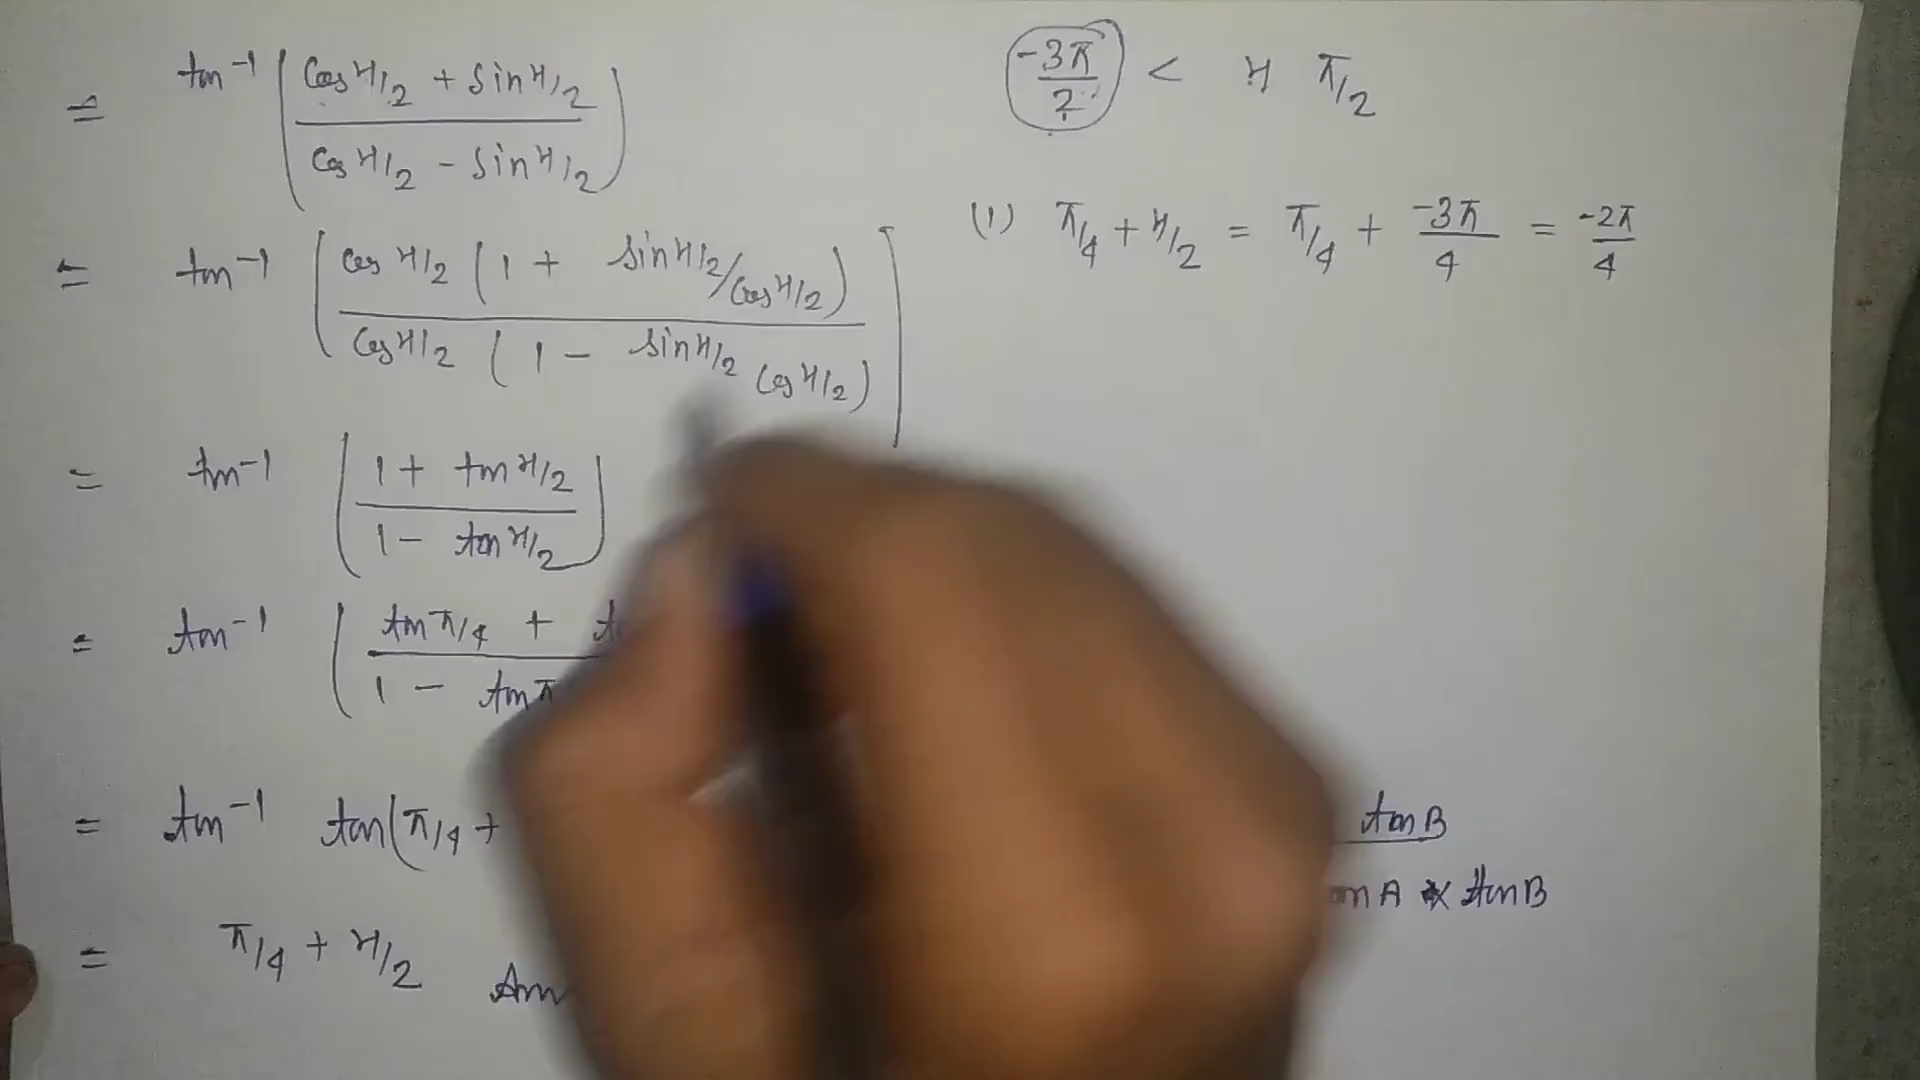 = tan⁻¹ ( (cos x/2 + sin x/2) / (cos x/2 - sin x/2) )
= tan⁻¹ [ cos x/2 (1 + sin x/2 / cos x/2) / cos x/2 (1 - sin x/2 cos x/2) ]
= tan⁻¹ ( (1 + tan x/2) / (1 - tan x/2) )
= tan⁻¹ ( tan π/4 + / 1 - tan π
= tan⁻¹ tan(π/4 +
= π/4 + x/2
-3π/2 < x π/2
(1) π/4 + x/2 = π/4 + -3π/4 = -2π/4
tan B
tan A × tan B